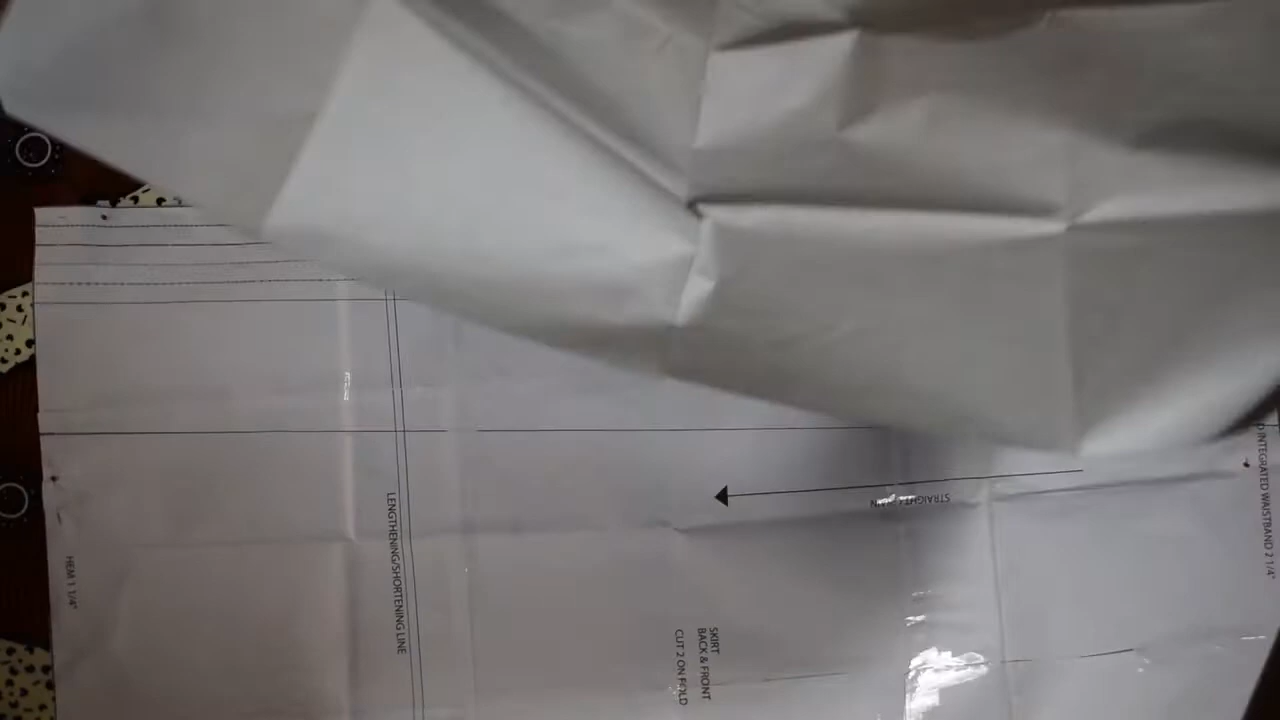 HEM 1 1/4"
LENGTHENING/SHORTENING LINE
SKIRT
BACK & FRONT
CUT 2 ON FOLD
STRAIGHT GRAIN
INTEGRATED WAISTBAND 2 1/4"